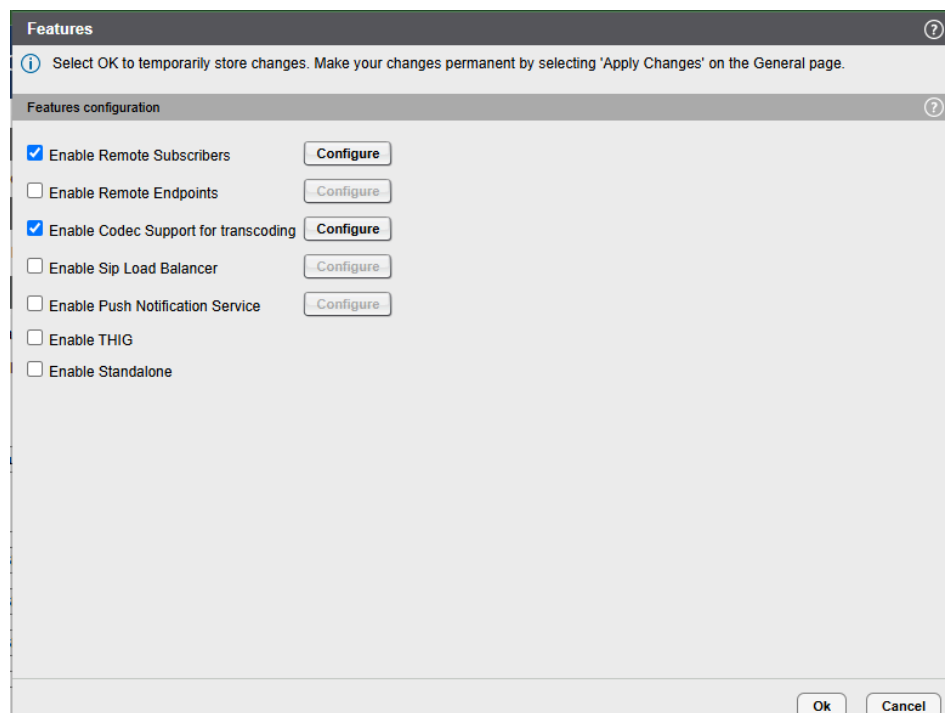 Features
Select OK to temporarily store changes. Make your changes permanent by selecting 'Apply Changes' on the General page.
Features configuration
Enable Remote Subscribers Configure
Enable Remote Endpoints Configure
Enable Codec Support for transcoding Configure
Enable Sip Load Balancer Configure
Enable Push Notification Service Configure
Enable THIG
Enable Standalone
Ok Cancel